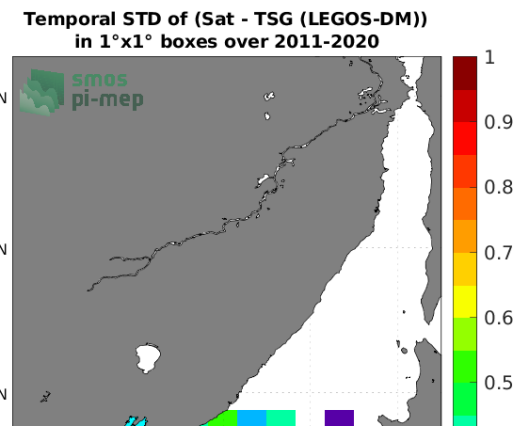 Temporal STD of (Sat - TSG (LEGOS-DM))
in 1°x1° boxes over 2011-2020
smos
pi-mep
N
N
N
1
0.9
0.8
0.7
0.6
0.5